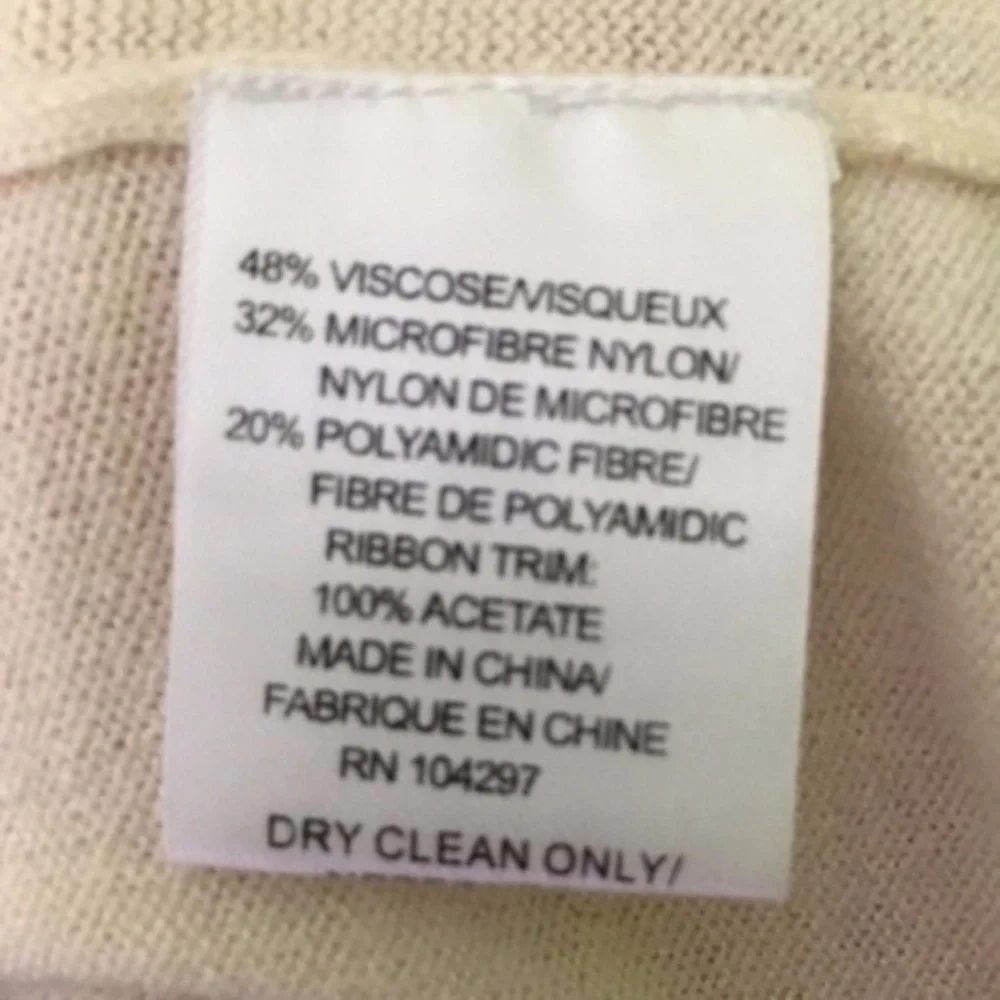 48% VISCOSE/VISQUEUX
32% MICROFIBRE NYLON/
NYLON DE MICROFIBRE
20% POLYAMIDIC FIBRE/
FIBRE DE POLYAMIDIC
RIBBON TRIM:
100% ACETATE
MADE IN CHINA/
FABRIQUE EN CHINE
RN 104297
DRY CLEAN ONLY/